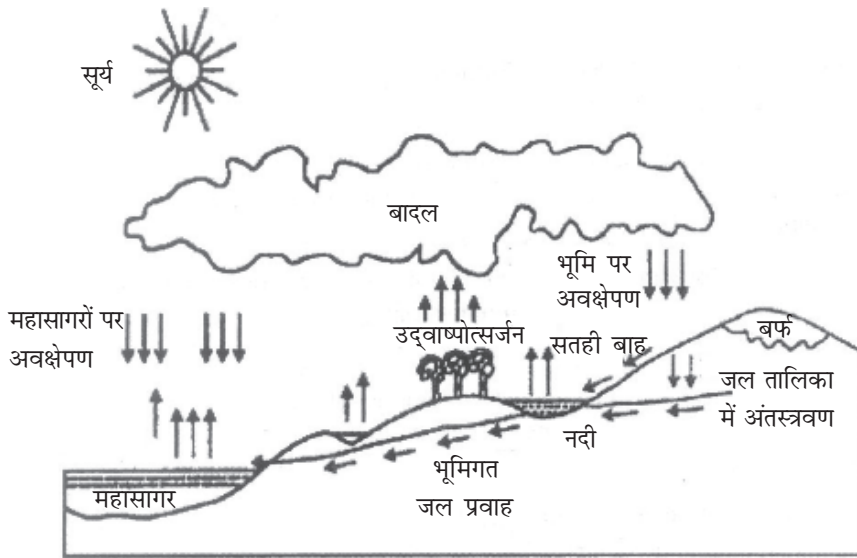 सूर्य
बादल
भूमि पर
अवक्षेपण
महासागरों पर
अवक्षेपण
उद्‌वाष्पोत्सर्जन
सतही बाह
बर्फ
जल तालिका
में अंतस्त्रवण
नदी
भूमिगत
जल प्रवाह
महासागर